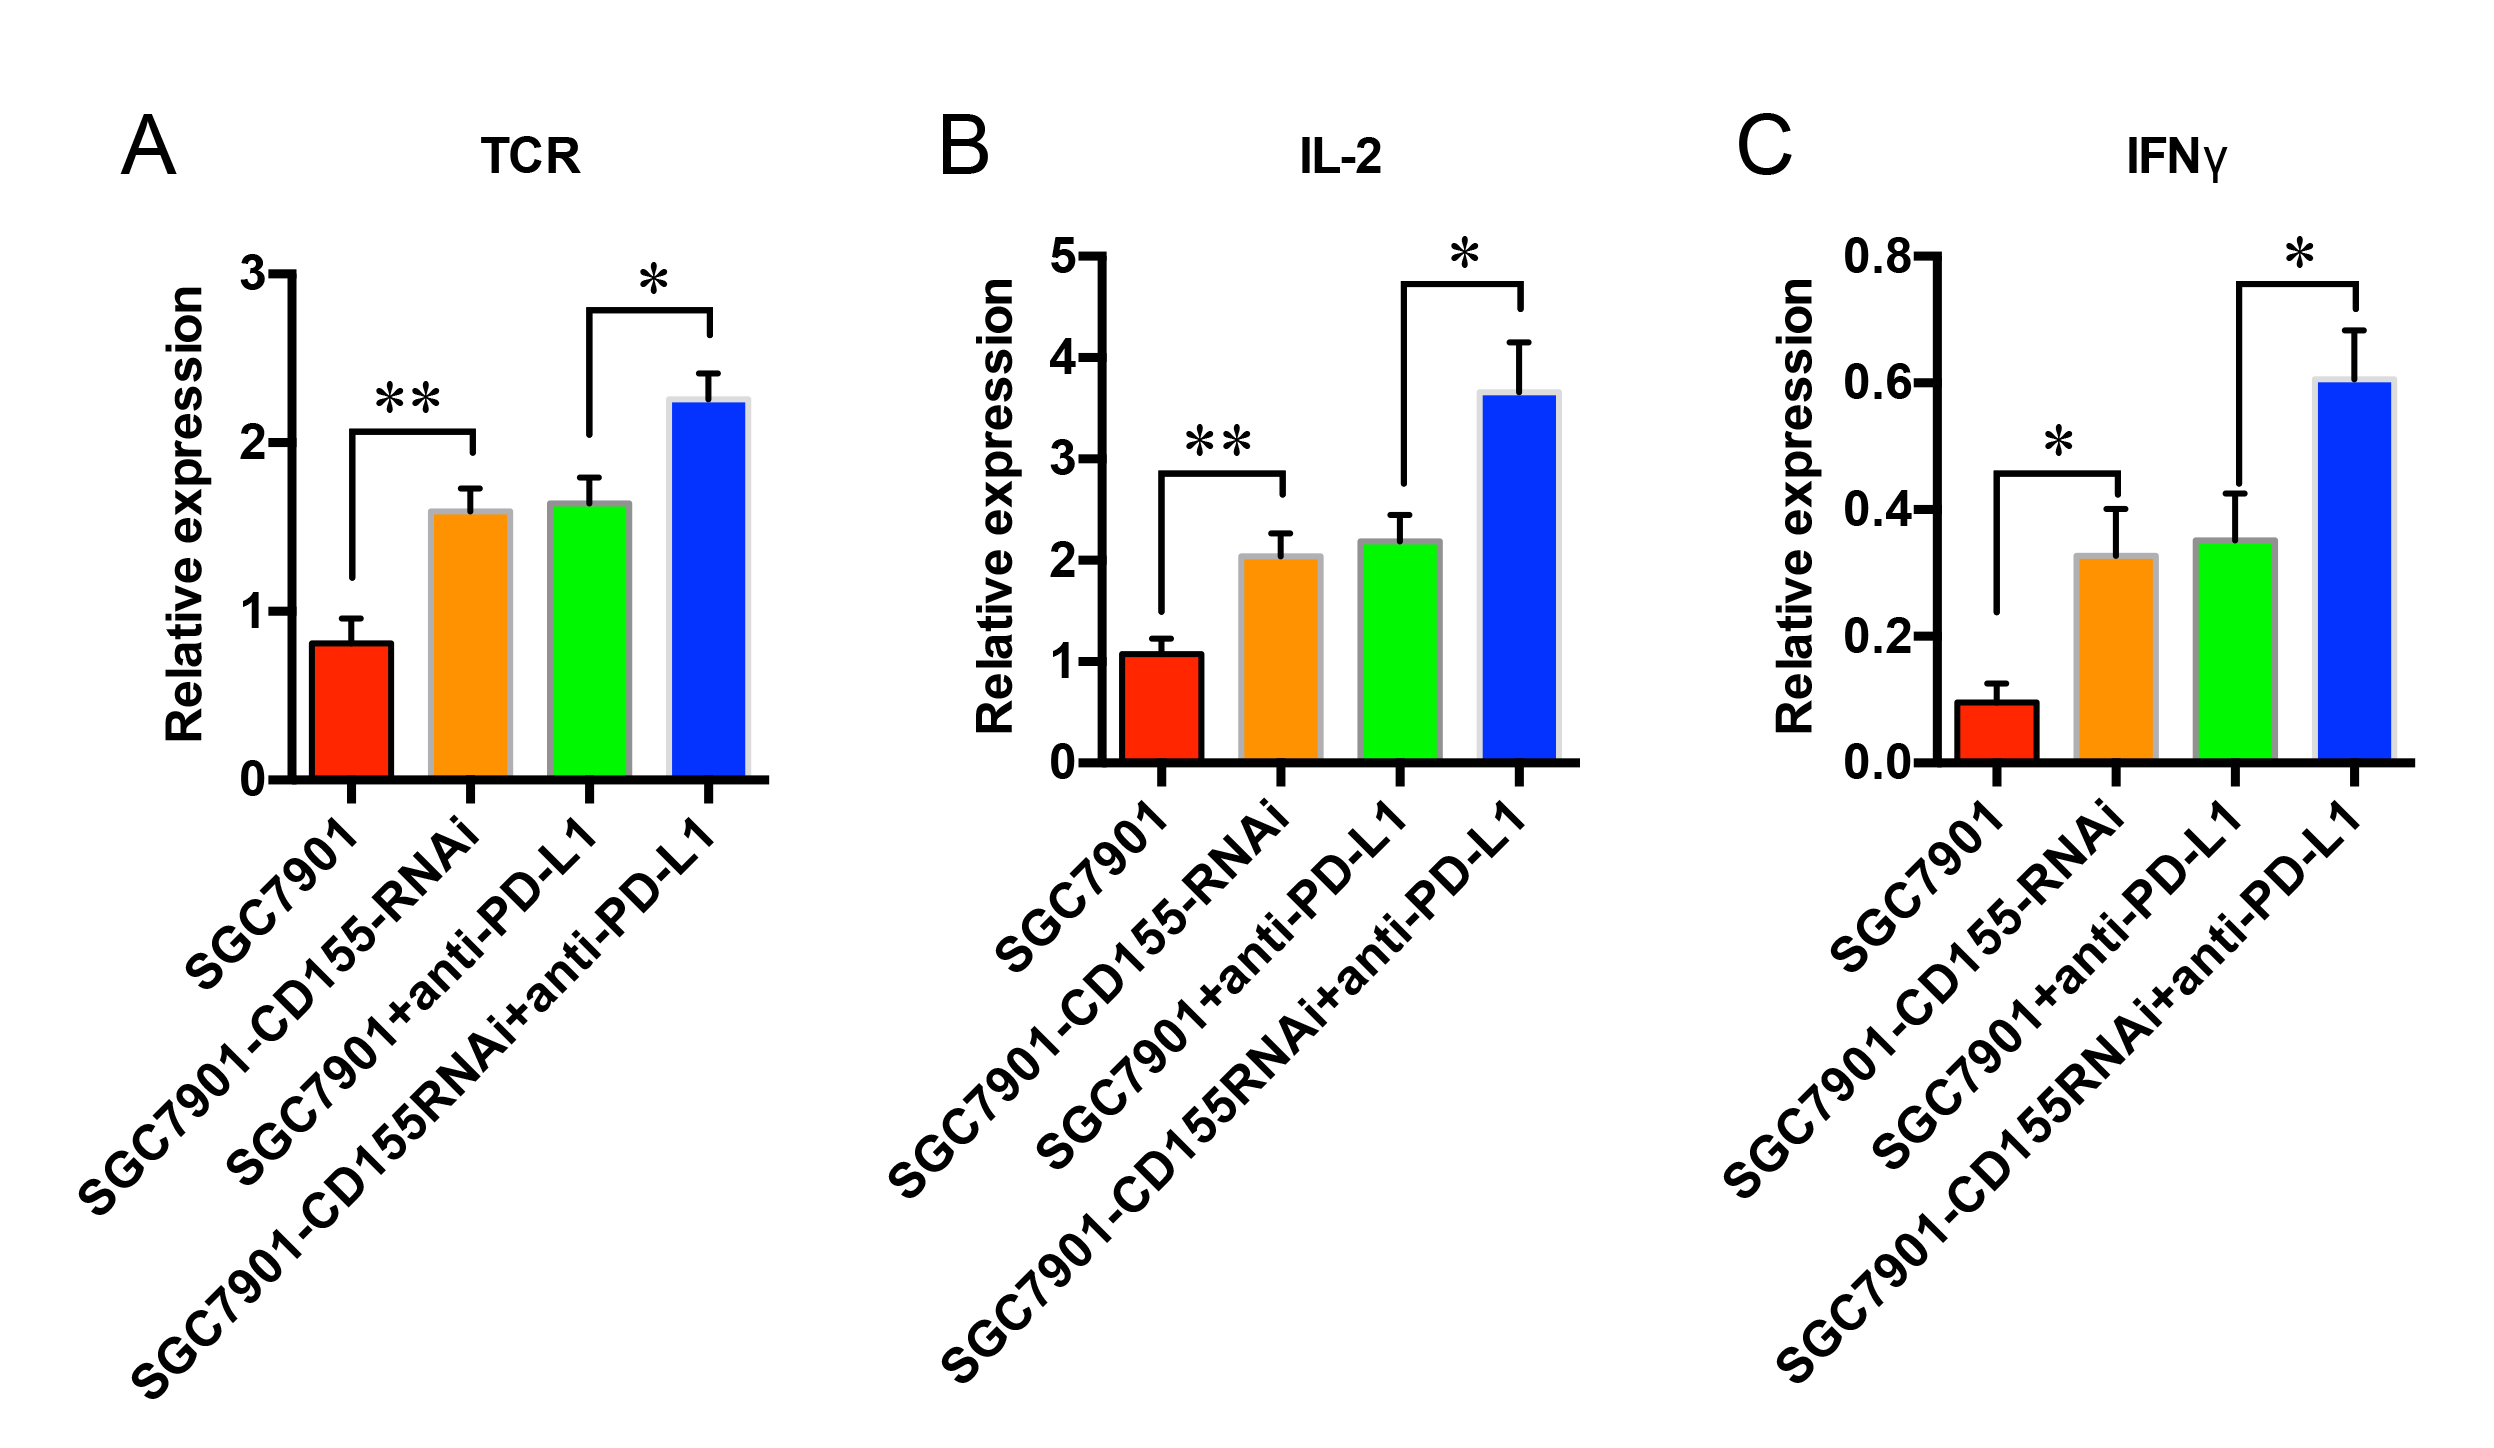 A
TCR
Relative expression
3
2
1
0
**
*
SGC7901
SGC7901-CD155-RNAi
SGC7901+anti-PD-L1
SGC7901-CD155RNAi+anti-PD-L1
B
IL-2
Relative expression
5
4
3
2
1
0
**
*
SGC7901
SGC7901-CD155-RNAi
SGC7901+anti-PD-L1
SGC7901-CD155RNAi+anti-PD-L1
C
IFNγ
Relative expression
0.8
0.6
0.4
0.2
0.0
*
*
SGC7901
SGC7901-CD155-RNAi
SGC7901+anti-PD-L1
SGC7901-CD155RNAi+anti-PD-L1